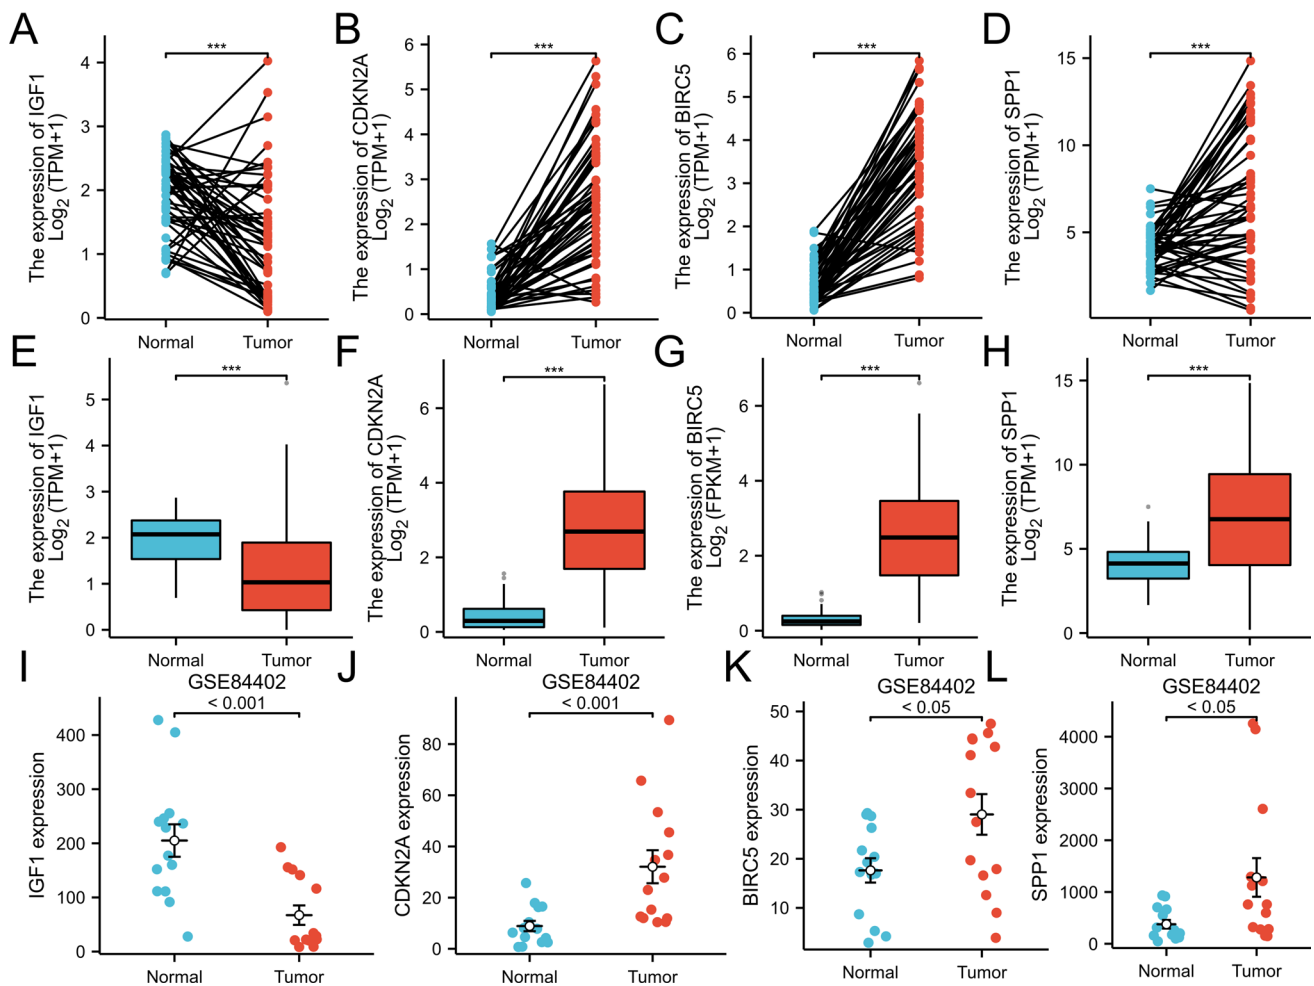 A
The expression of IGF1
Log2 (TPM+1)
4
3
2
1
0
***
Normal
Tumor
B
The expression of CDKN2A
Log2 (TPM+1)
6
5
4
3
2
1
0
***
Normal
Tumor
C
The expression of BIRC5
Log2 (TPM+1)
6
5
4
3
2
1
0
***
Normal
Tumor
D
The expression of SPP1
Log2 (TPM+1)
15
10
5
***
Normal
Tumor
E
The expression of IGF1
Log2 (TPM+1)
5
4
3
2
1
0
***
Normal
Tumor
F
The expression of CDKN2A
Log2 (TPM+1)
6
4
2
0
***
Normal
Tumor
G
The expression of BIRC5
Log2 (FPKM+1)
6
4
2
0
***
Normal
Tumor
H
The expression of SPP1
Log2 (TPM+1)
15
10
5
0
***
Normal
Tumor
I
GSE84402
< 0.001
IGF1 expression
400
300
200
100
0
Normal
Tumor
J
GSE84402
< 0.001
CDKN2A expression
80
60
40
20
0
Normal
Tumor
K
GSE84402
< 0.05
BIRC5 expression
50
40
30
20
10
Normal
Tumor
L
GSE84402
< 0.05
SPP1 expression
4000
3000
2000
1000
0
Normal
Tumor